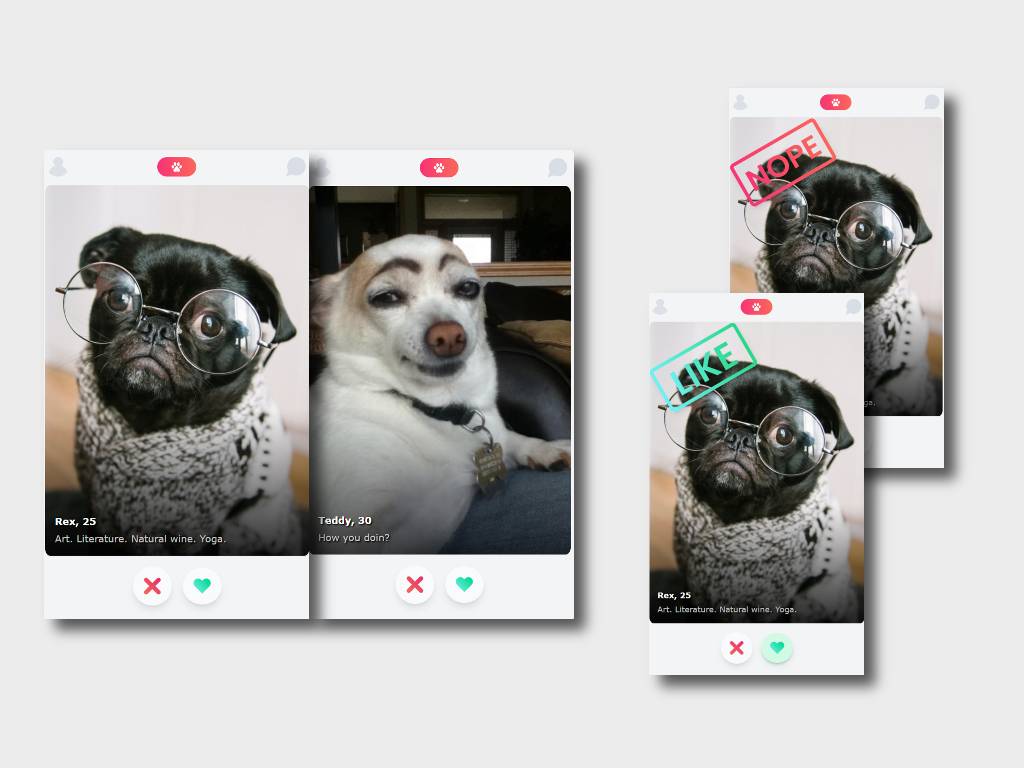 Rex, 25
Art. Literature. Natural wine. Yoga.
Teddy, 30
How you doin?
NOPE
ga.
LIKE
Rex, 25
Art. Literature. Natural wine. Yoga.